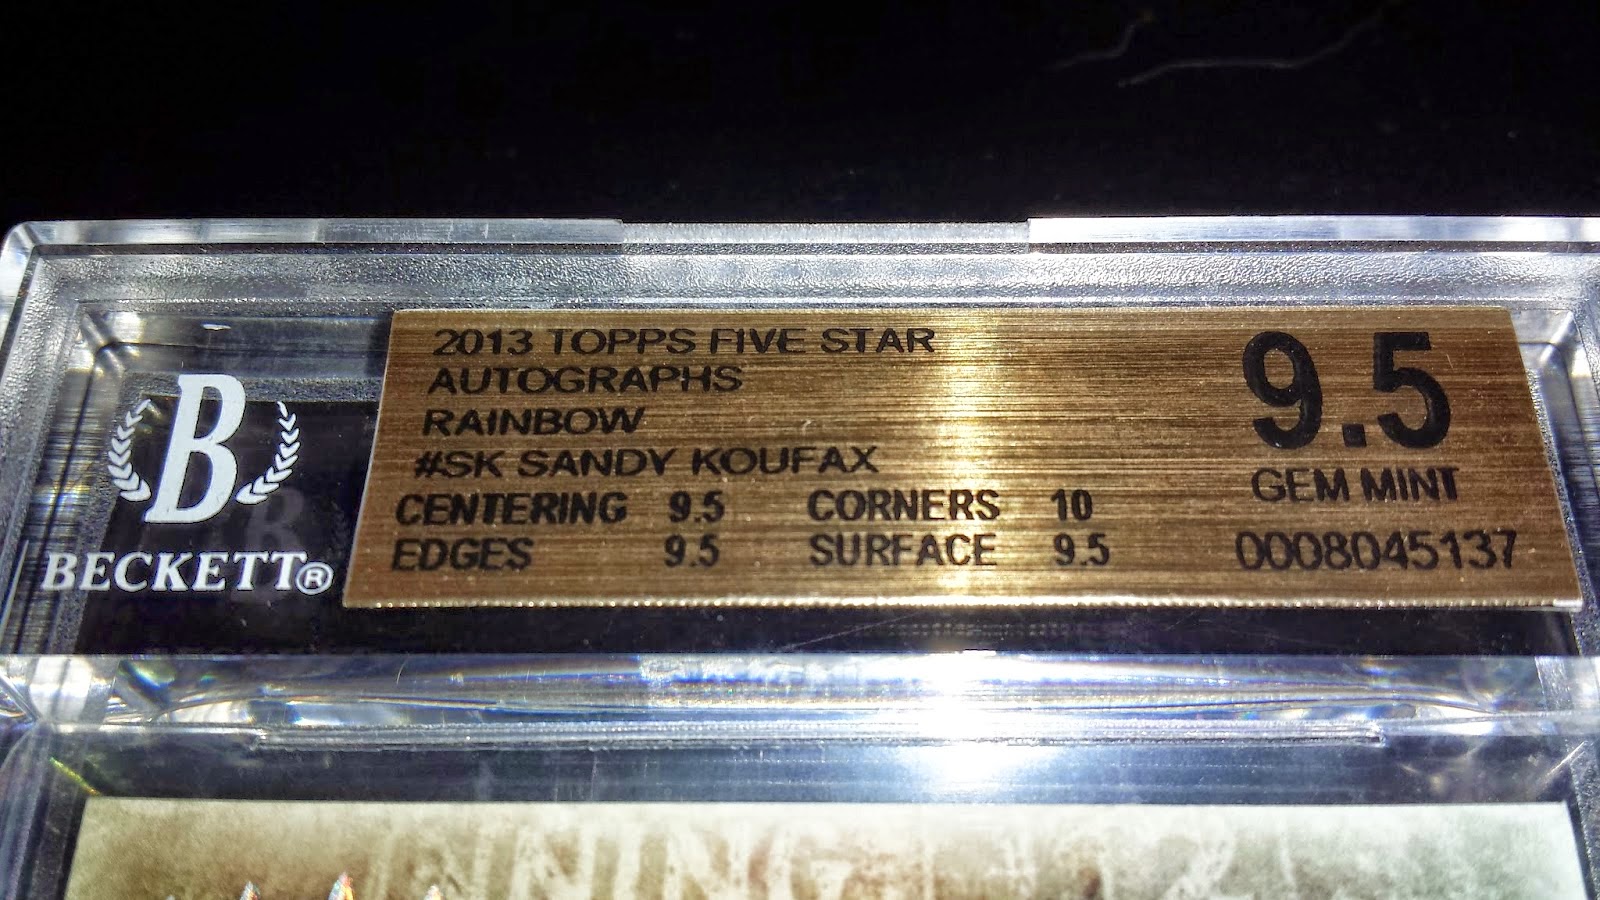 2013 TOPPS FIVE STAR
AUTOGRAPHS
RAINBOW
#SK SANDY KOUFAX
CENTERING 9.5 CORNERS 10
EDGES 9.5 SURFACE 9.5
9.5
GEM MINT
0008045137
B
BECKETT®